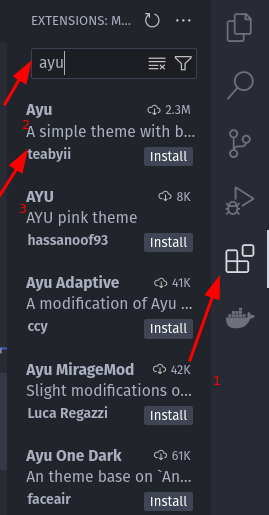 EXTENSIONS: M...
ayu
Ayu 2.3M
2
A simple theme with b...
teabyii Install
3
AYU 8K
AYU pink theme
hassanoof93 Install
Ayu Adaptive 41K
A modification of Ayu ...
ccy Install
Ayu MirageMod 42K
1
Slight modifications o...
Luca Regazzi Install
Ayu One Dark 61K
An theme base on `An...
faceair Install